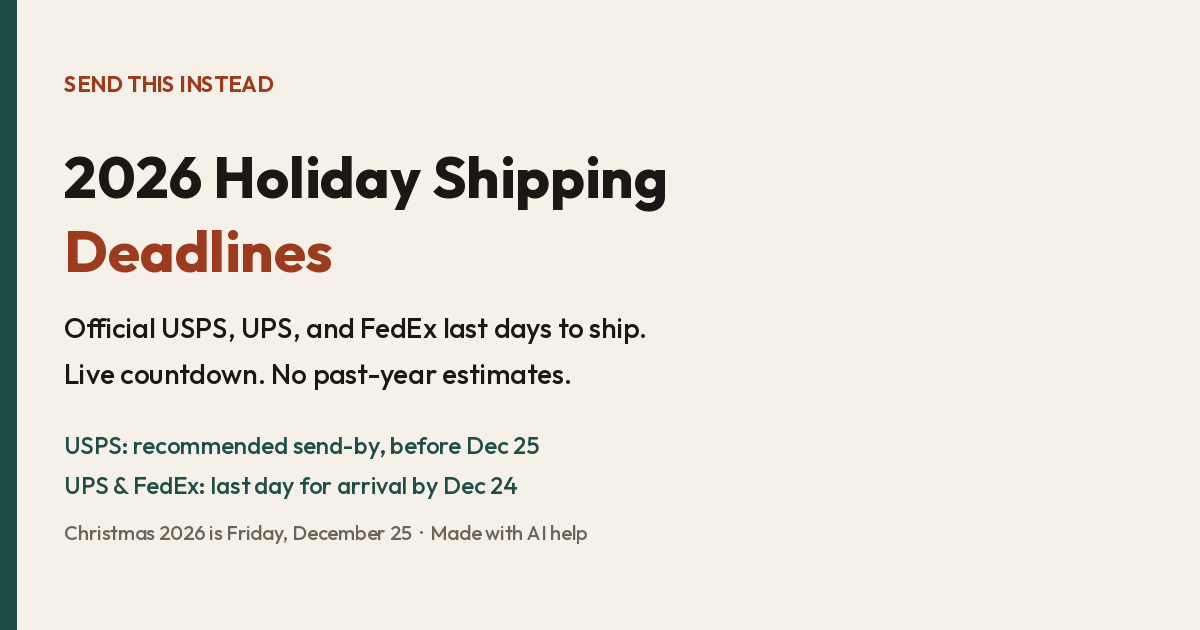 SEND THIS INSTEAD
2026 Holiday Shipping
Deadlines
Official USPS, UPS, and FedEx last days to ship.
Live countdown. No past-year estimates.
USPS: recommended send-by, before Dec 25
UPS & FedEx: last day for arrival by Dec 24
Christmas 2026 is Friday, December 25 · Made with AI help